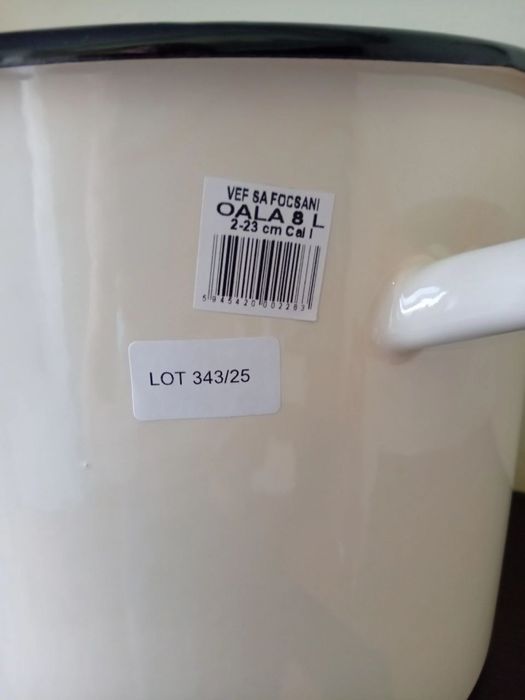 VEF SA FOCSANI
OALA 8 L
2-23 cm Cal I
5945420002283
LOT 343/25